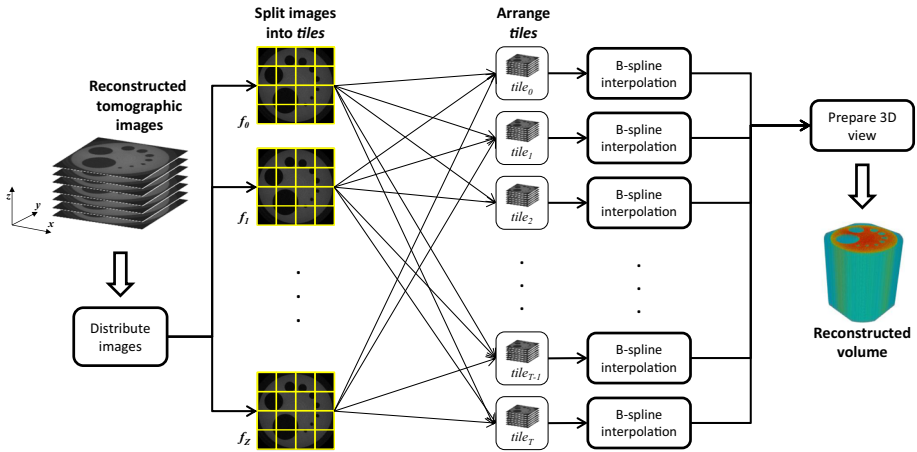 Split images
into tiles
Arrange
tiles
Reconstructed
tomographic
images
z
y
x
Distribute
images
f0
f1
fZ
tile0
tile1
tile2
tileT-1
tileT
B-spline
interpolation
B-spline
interpolation
B-spline
interpolation
B-spline
interpolation
B-spline
interpolation
Prepare 3D
view
Reconstructed
volume